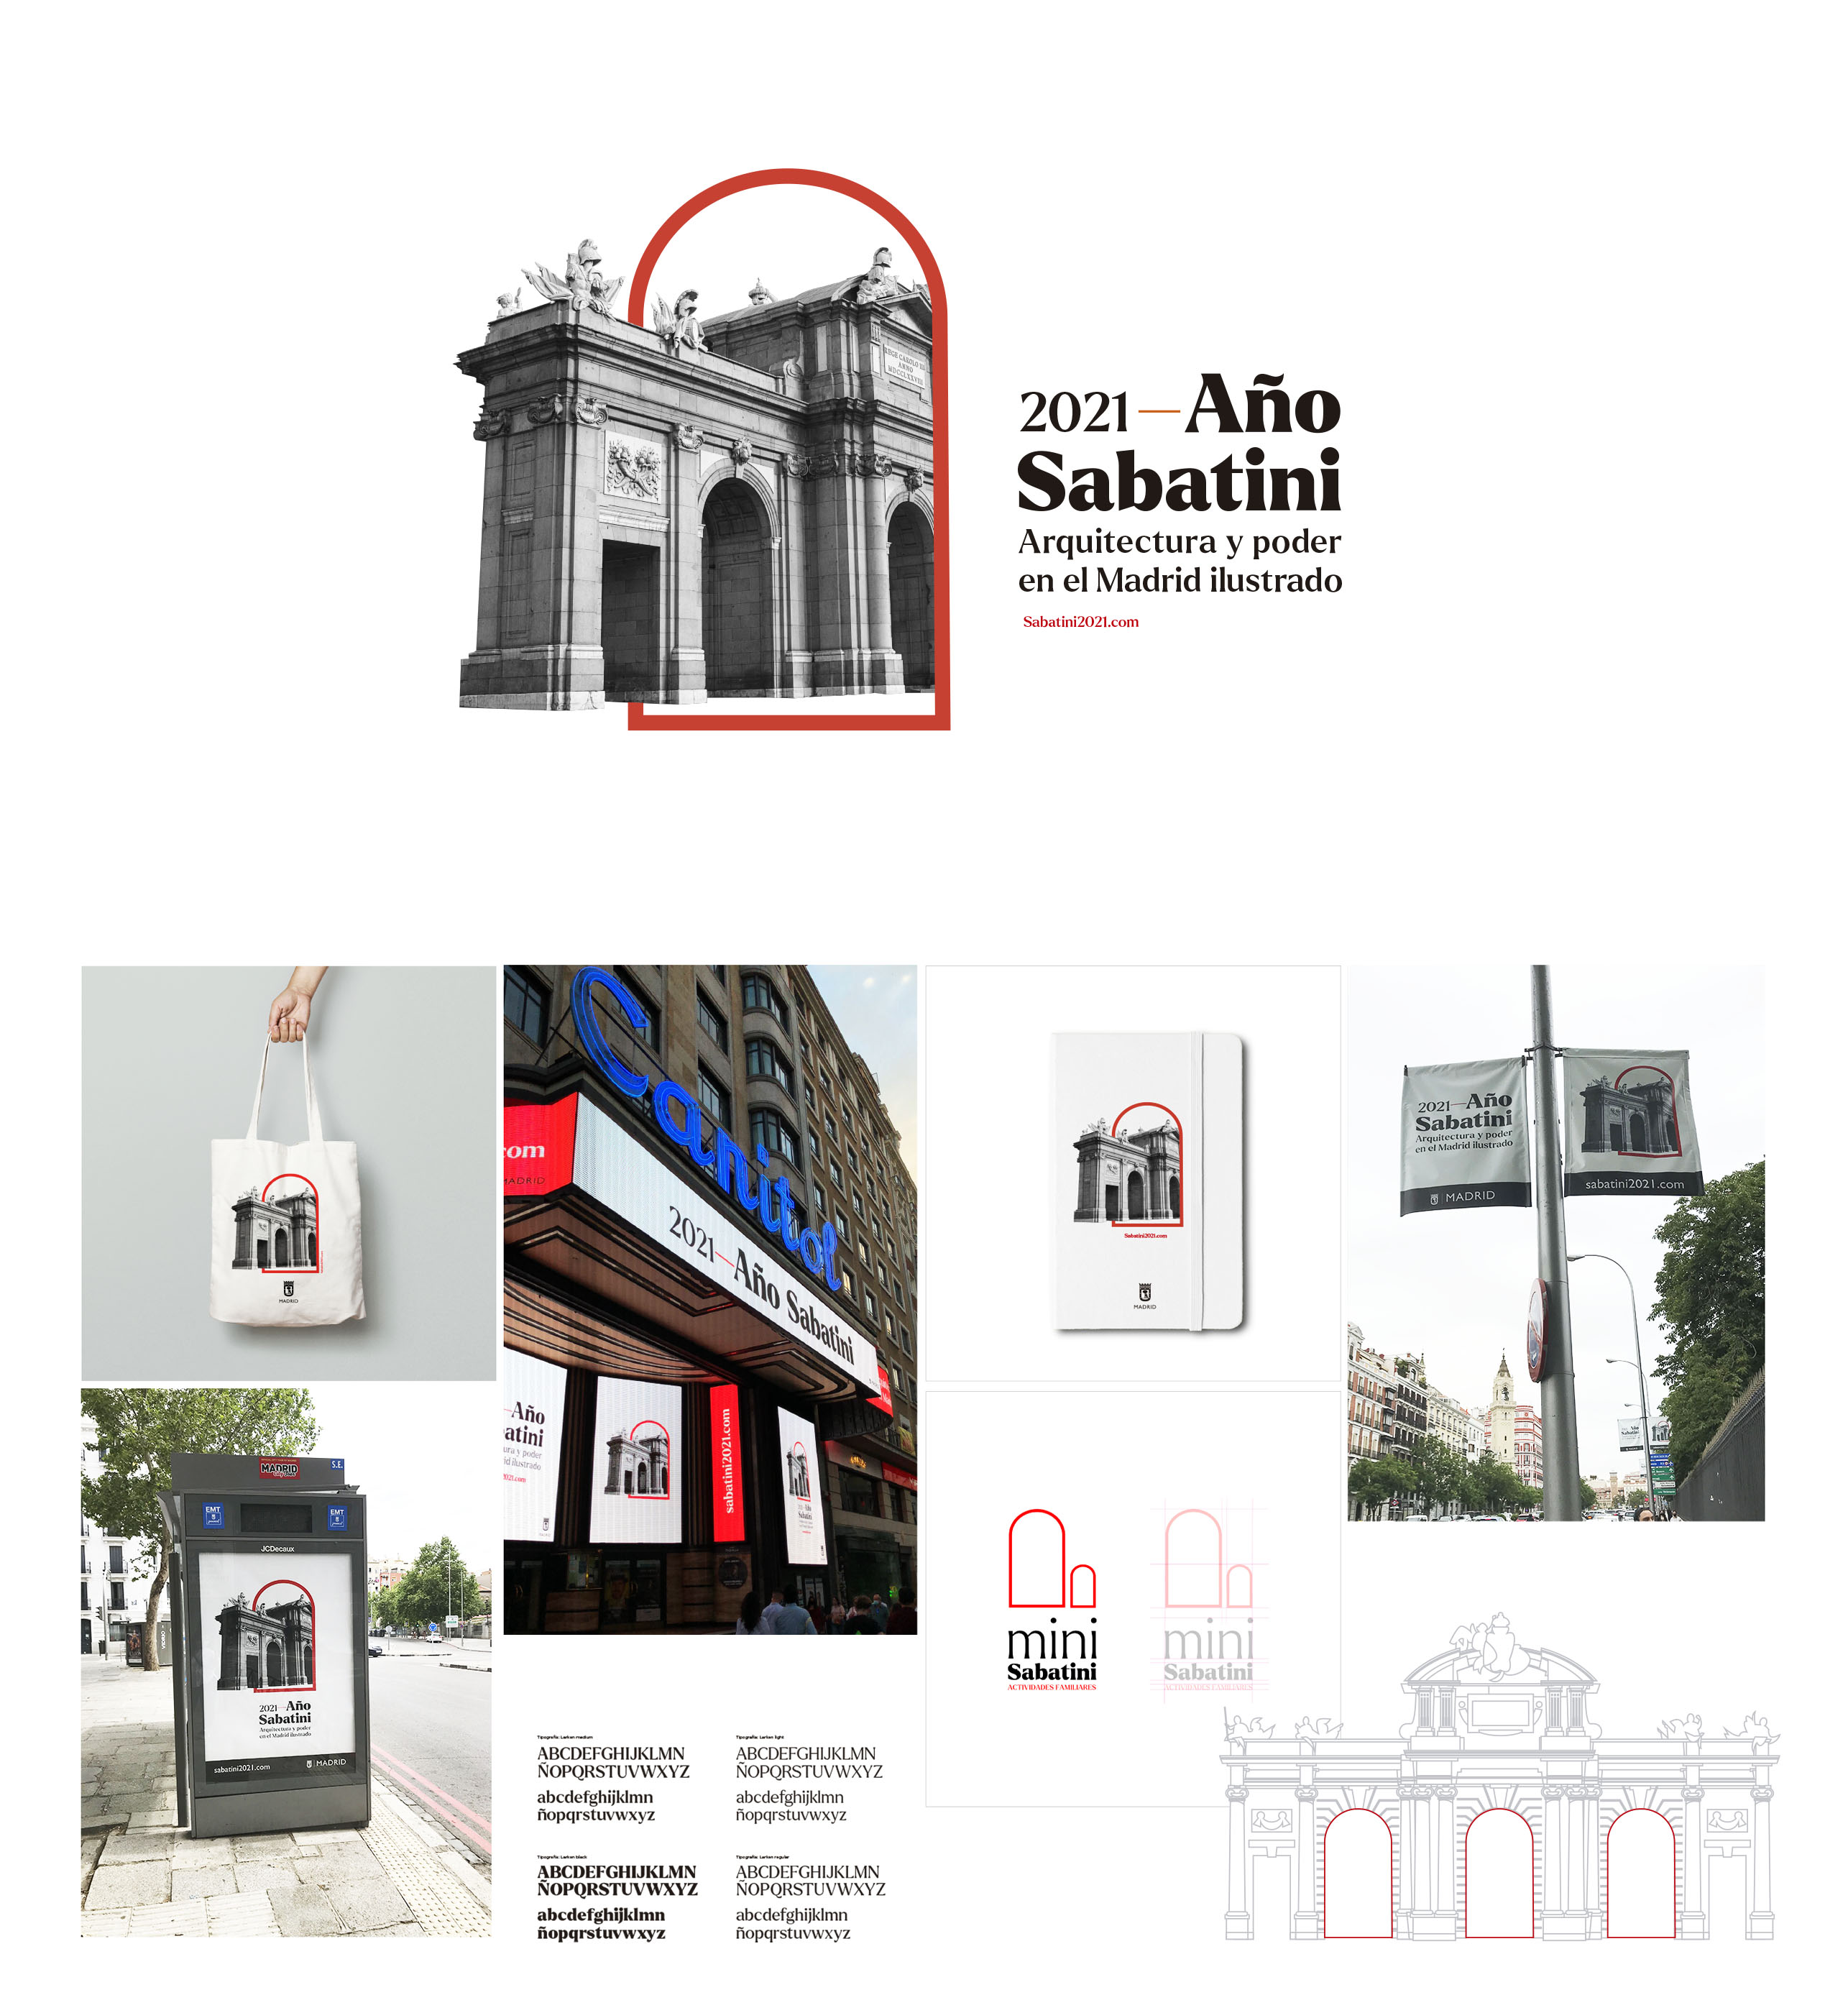 REGE CAROLO III
ANNO
MDCCLXXVIII
2021 — Año
Sabatini
Arquitectura y poder
en el Madrid ilustrado
Sabatini2021.com
MADRID
Capitol
com
MADRID
2021—Año Sabatini
—Año
atini
ura y poder
id ilustrado
2021.com
sabatini2021.com
Sabatini2021.com
MADRID
2021—Año
Sabatini
Arquitectura y poder
en el Madrid ilustrado
MADRID
sabatini2021.com
MADRID
S.E.
EMT
EMT
JCDecaux
2021—Año
Sabatini
Arquitectura y poder
en el Madrid ilustrado
sabatini2021.com
MADRID
mini
Sabatini
ACTIVIDADES FAMILIARES
mini
Sabatini
ACTIVIDADES FAMILIARES
Tipografía: Larken medium
ABCDEFGHIJKLMN
ÑOPQRSTUVWXYZ
abcdefghijklmn
ñopqrstuvwxyz
Tipografía: Larken light
ABCDEFGHIJKLMN
ÑOPQRSTUVWXYZ
abcdefghijklmn
ñopqrstuvwxyz
Tipografía: Larken black
ABCDEFGHIJKLMN
ÑOPQRSTUVWXYZ
abcdefghijklmn
ñopqrstuvwxyz
Tipografía: Larken regular
ABCDEFGHIJKLMN
ÑOPQRSTUVWXYZ
abcdefghijklmn
ñopqrstuvwxyz